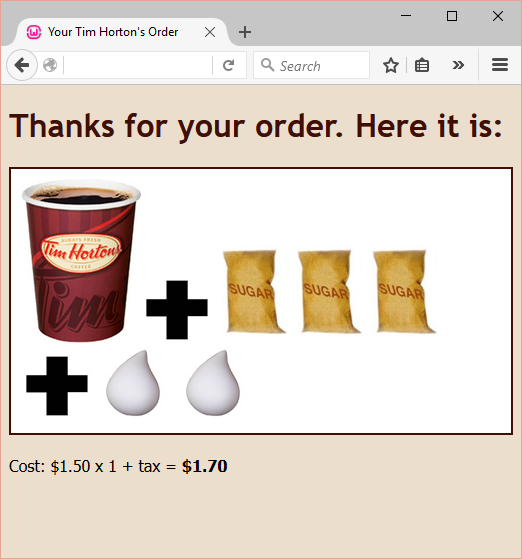 Your Tim Horton's Order
Search
Thanks for your order. Here it is:
ALWAYS FRESH
Tim Hortons
COFFEE
Tim
SUGAR
SUGAR
SUGAR
Cost: $1.50 x 1 + tax = $1.70